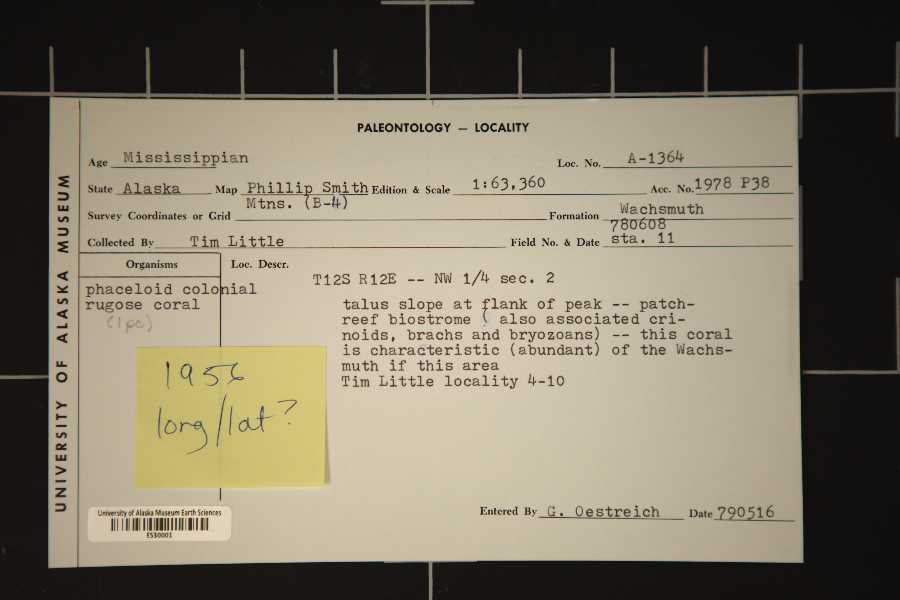 UNIVERSITY OF ALASKA MUSEUM
PALEONTOLOGY — LOCALITY
Age Mississippian Loc. No. A-1364
State Alaska Map Phillip Smith Edition & Scale 1:63,360 Acc. No. 1978 P38
Mtns. (B-4)
Survey Coordinates or Grid Formation Wachsmuth
780608
Collected By Tim Little Field No. & Date sta. 11
Organisms Loc. Descr.
T12S R12E -- NW 1/4 sec. 2
phaceloid colonial
rugose coral
(1pc)
talus slope at flank of peak -- patch-
reef biostrome ( also associated cri-
noids, brachs and bryozoans) -- this coral
is characteristic (abundant) of the Wachs-
muth if this area
Tim Little locality 4-10
1956
long/lat?
University of Alaska Museum Earth Sciences
ES30001
Entered By G. Oestreich Date 790516